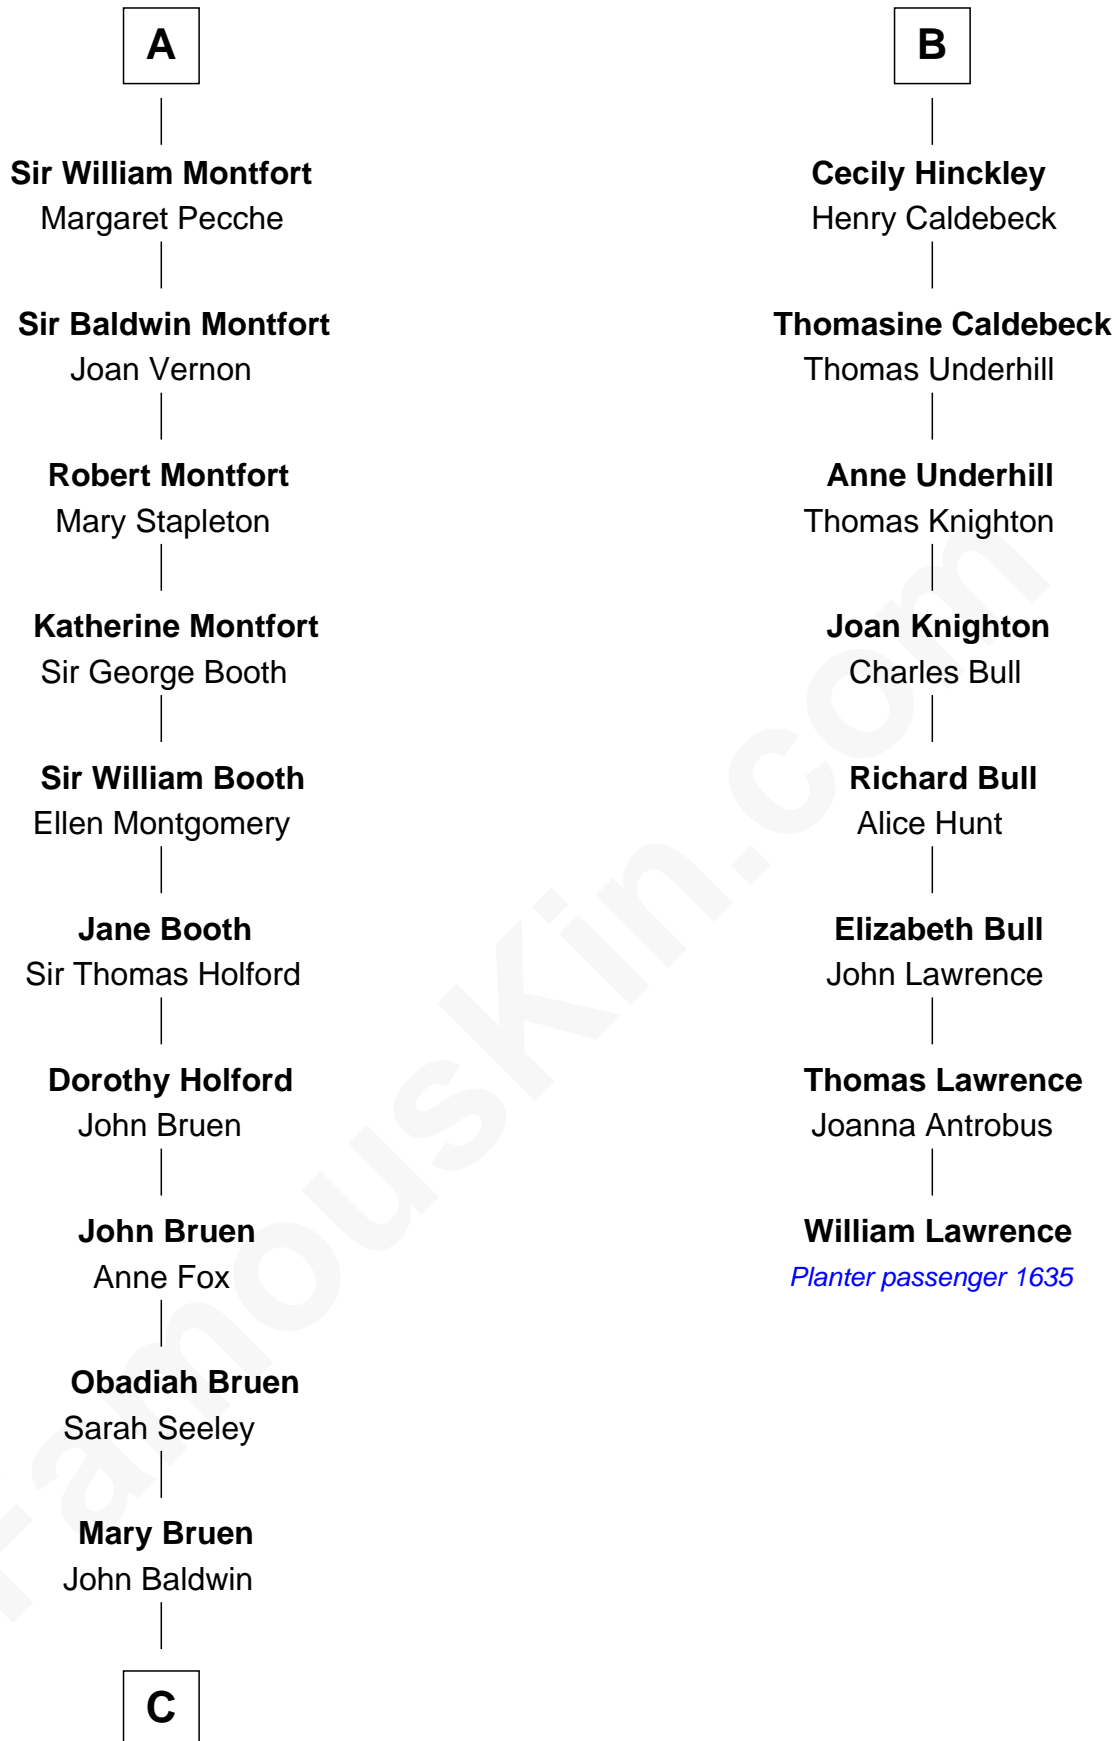 A
Sir William Montfort
Margaret Pecche
Sir Baldwin Montfort
Joan Vernon
Robert Montfort
Mary Stapleton
Katherine Montfort
Sir George Booth
Sir William Booth
Ellen Montgomery
Jane Booth
Sir Thomas Holford
Dorothy Holford
John Bruen
John Bruen
Anne Fox
Obadiah Bruen
Sarah Seeley
Mary Bruen
John Baldwin
C
B
Cecily Hinckley
Henry Caldebeck
Thomasine Caldebeck
Thomas Underhill
Anne Underhill
Thomas Knighton
Joan Knighton
Charles Bull
Richard Bull
Alice Hunt
Elizabeth Bull
John Lawrence
Thomas Lawrence
Joanna Antrobus
William Lawrence
Planter passenger 1635
FamousKin.com